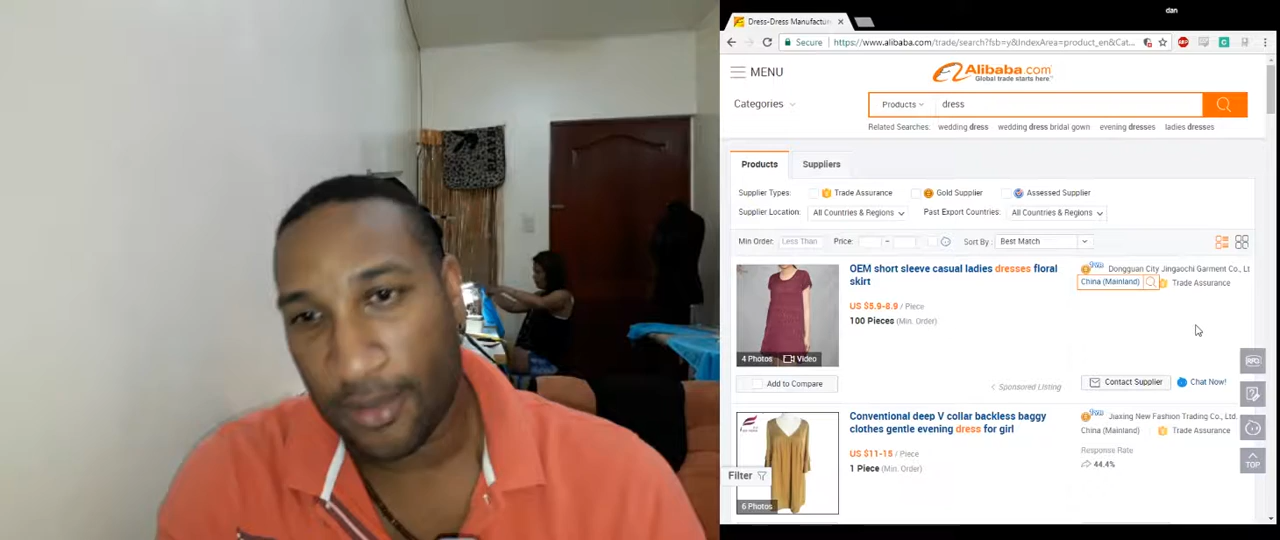 dan
Dress-Dress Manufactur
Secure
https://www.alibaba.com/trade/search?fsb=y&IndexArea=product_en&Cat...
MENU
Alibaba.com
Global trade starts here.
Categories
Products
dress
Related Searches: wedding dress wedding dress bridal gown evening dresses ladies dresses
Products
Suppliers
Supplier Types: Trade Assurance Gold Supplier Assessed Supplier
Supplier Location: All Countries & Regions Past Export Countries: All Countries & Regions
Min Order: Less Than Price: - Sort By: Best Match
OEM short sleeve casual ladies dresses floral
skirt
US $5.9-8.9 / Piece
100 Pieces (Min. Order)
4 Photos Video
Add to Compare
Sponsored Listing
Dongguan City Jingaochi Garment Co., Lt
China (Mainland) Trade Assurance
Contact Supplier Chat Now!
Conventional deep V collar backless baggy
clothes gentle evening dress for girl
US $11-15 / Piece
1 Piece (Min. Order)
6 Photos
Jiaxing New Fashion Trading Co., Ltd.
China (Mainland) Trade Assurance
Response Rate
44.4%
Filter
RFQ
TOP